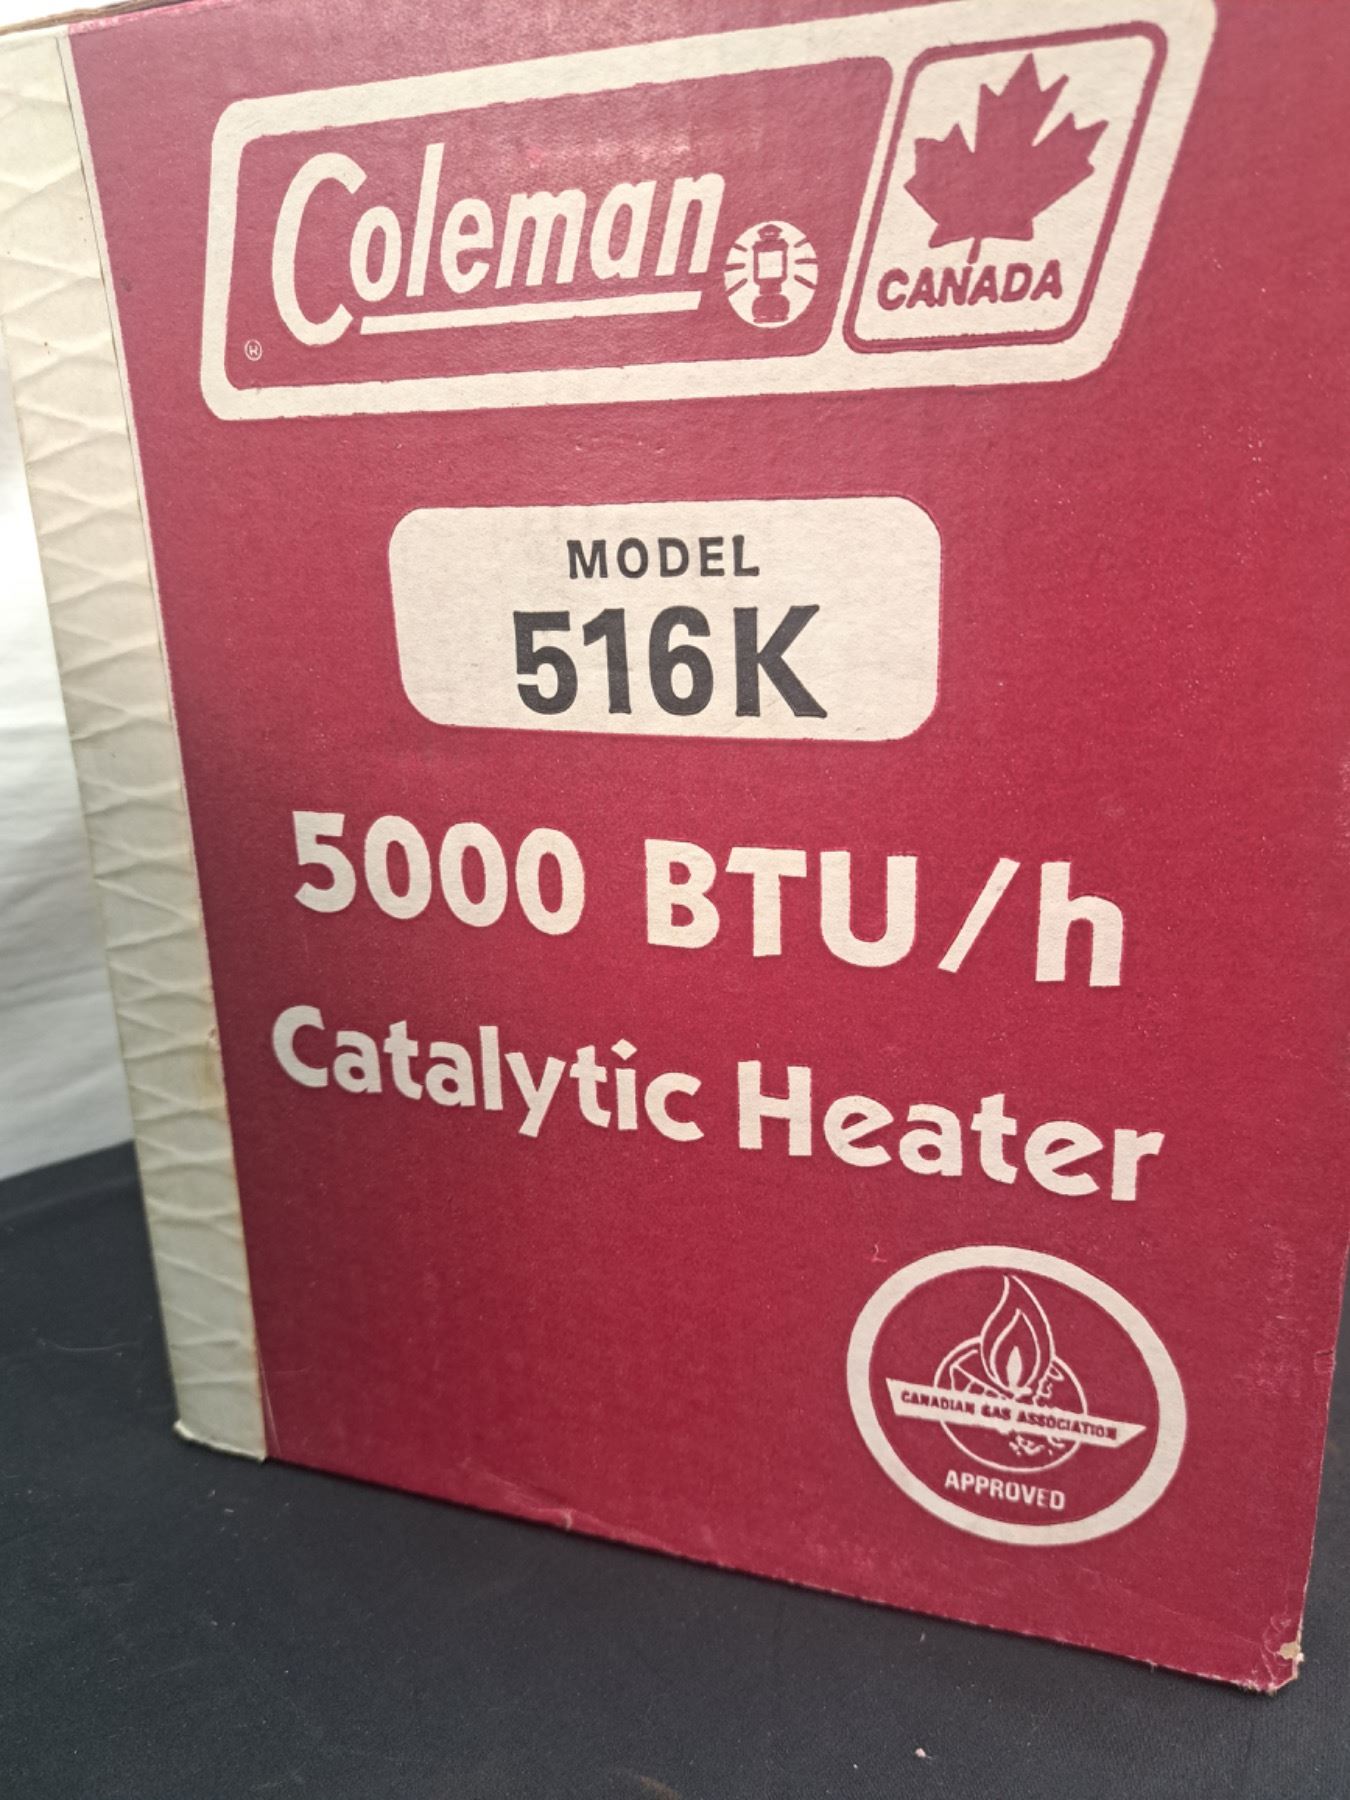 Coleman
®
CANADA
MODEL
516K
5000 BTU/h
Catalytic Heater
CANADIAN GAS ASSOCIATION
APPROVED